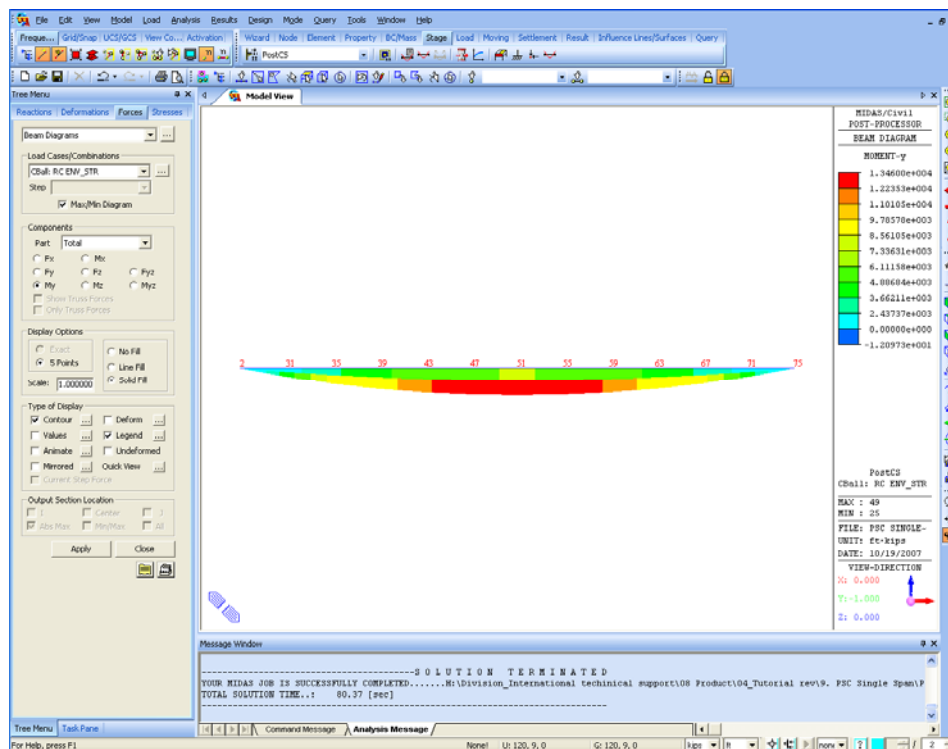 File Edit View Model Load Analysis Results Design Mode Query Tools Window Help
Freque... Grid/Snap UCS/GCS View Co... Activation Wizard Node Element Property BC/Mass Stage Load Moving Settlement Result Influence Lines/Surfaces Query
PostCS
Tree Menu
Model View
Reactions Deformations Forces Stresses
Beam Diagrams ...
Load Cases/Combinations
CBall: RC ENV_STR ...
Step
Max/Min Diagram
Components
Part Total
Fx Mx
Fy Fz Fyz
My Mz Myz
Show Truss Forces
Only Truss Forces
Display Options
Exact No Fill
5 Points Line Fill
Scale: 1.000000 Solid Fill
Type of Display
Contour ... Deform ...
Values ... Legend ...
Animate ... Undeformed
Mirrored ... Quick View ...
Current Step Force
Output Section Location
I Center J
Abs Max Min/Max All
Apply Close
2 31 35 39 43 47 51 55 59 63 67 71 75
MIDAS/Civil
POST-PROCESSOR
BEAM DIAGRAM
MOMENT-y
1.34600e+004
1.22353e+004
1.10105e+004
9.78578e+003
8.56105e+003
7.33631e+003
6.11158e+003
4.88684e+003
3.66211e+003
2.43737e+003
0.00000e+000
-1.20973e+001
PostCS
CBall: RC ENV_STR
MAX : 49
MIN : 25
FILE: PSC SINGLE-
UNIT: ft·kips
DATE: 10/19/2007
VIEW-DIRECTION
X: 0.000
Y:-1.000
Z: 0.000
Message Window
---SOLUTION TERMINATED
YOUR MIDAS JOB IS SUCCESSFULLY COMPLETED.......M:\Division_International techinical support\08 Product\04_Tutorial rev\9. PSC Single Span\P
TOTAL SOLUTION TIME..: 80.37 [sec]
Command Message Analysis Message
Tree Menu Task Pane
For Help, press F1
None! U: 120, 9, 0 G: 120, 9, 0 kips ft none ? / 2